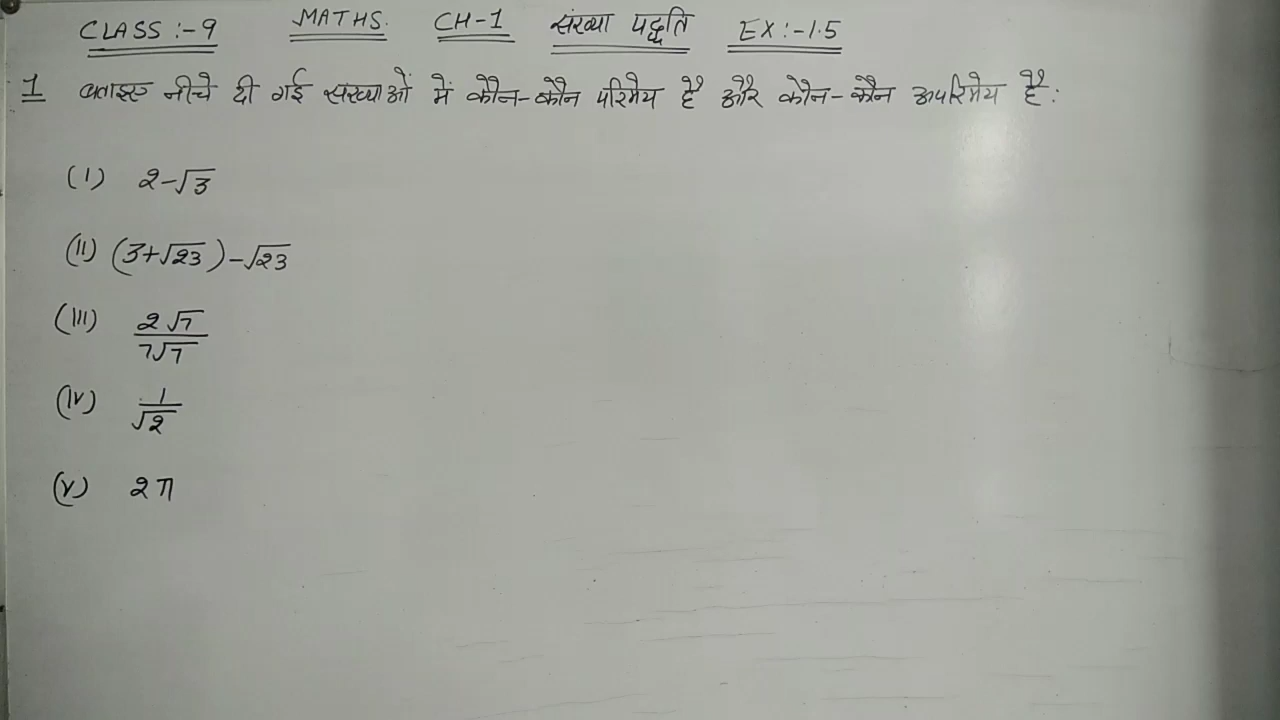 CLASS :-9 MATHS. CH-1 संख्या पद्धति EX:-1.5
1 बताइए नीचे दी गई संख्याओं में कौन-कौन परिमेय हैं और कौन-कौन अपरिमेय हैं:
(I) 2-√3
(II) (3+√23)-√23
(III) 2√7/7√7
(IV) 1/√2
(V) 2π